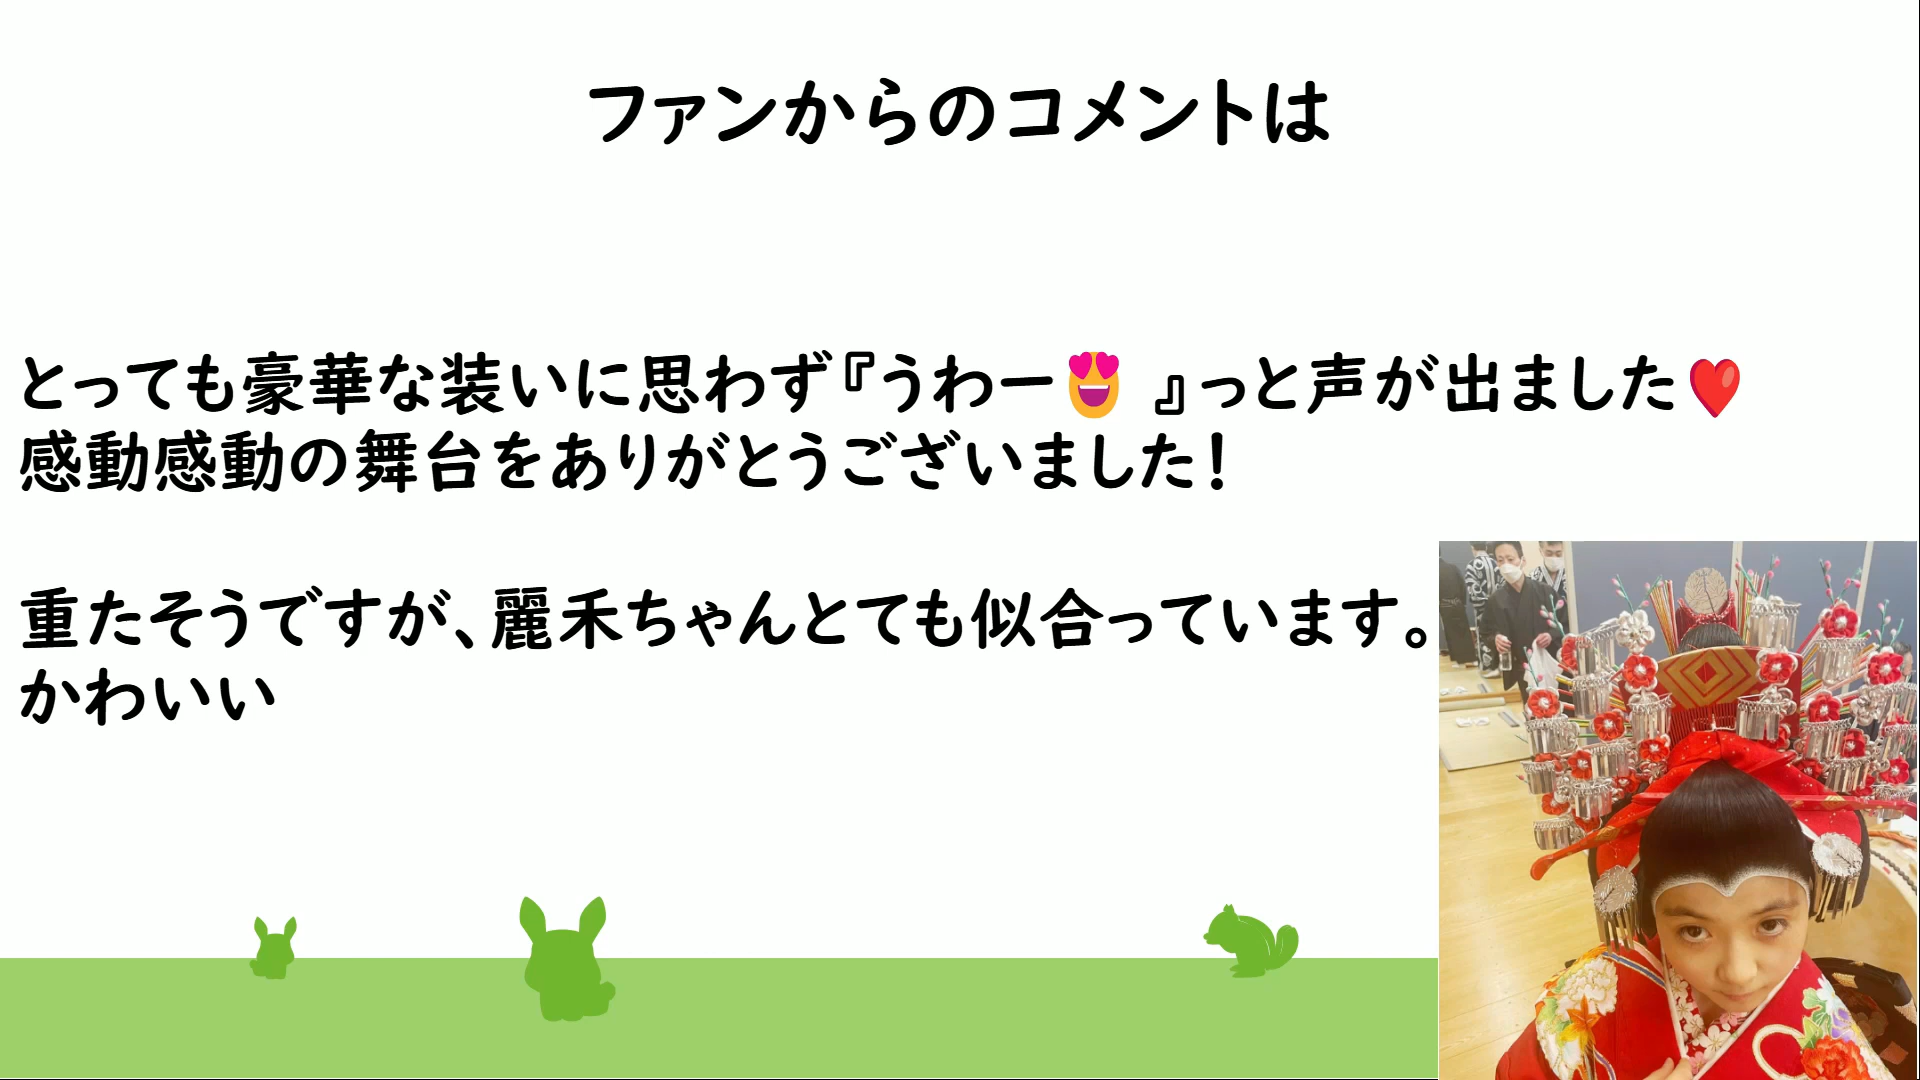 ファンからのコメントは
とっても豪華な装いに思わず『うわー😍 』っと声が出ました❤️
感動感動の舞台をありがとうございました！
重たそうですが、麗禾ちゃんとても似合っています。
かわいい